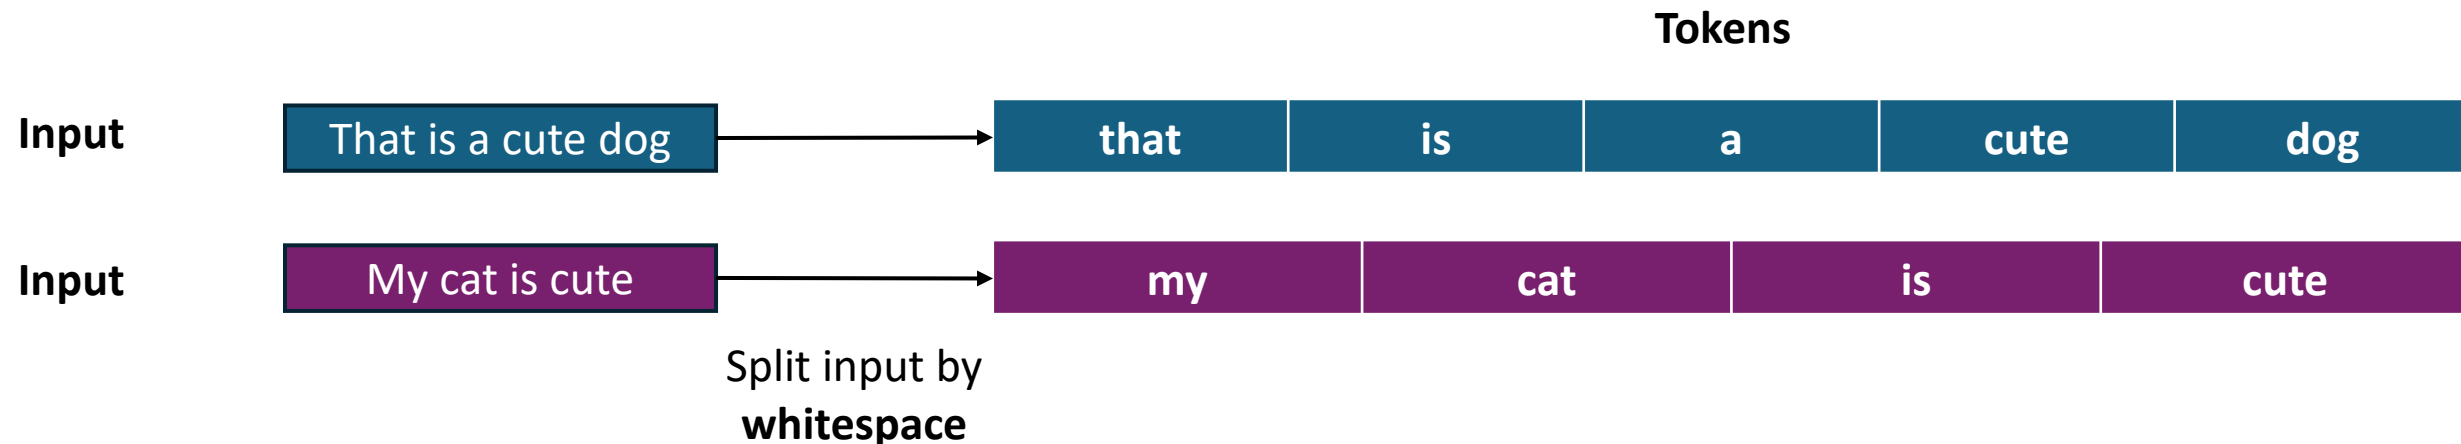 Tokens
Input That is a cute dog that is a cute dog
Input My cat is cute my cat is cute
Split input by
whitespace